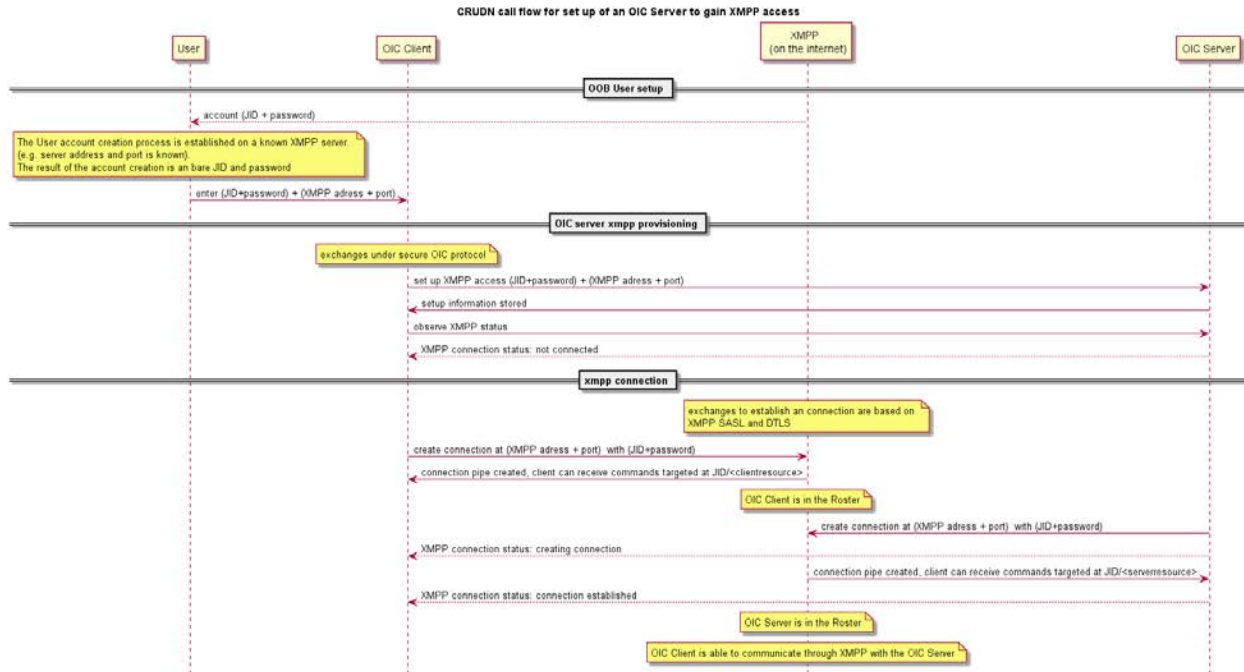 CRUDN call flow for set up of an OIC Server to gain XMPP access
User
OIC Client
XMPP
(on the internet)
OIC Server
OOB User setup
account (JID + password)
The User account creation process is established on a known XMPP server.
(e.g. server address and port is known).
The result of the account creation is an bare JID and password
enter (JID+password) + (XMPP adress + port)
OIC server xmpp provisioning
exchanges under secure OIC protocol
set up XMPP access (JID+password) + (XMPP adress + port)
setup information stored
observe XMPP status
XMPP connection status: not connected
xmpp connection
exchanges to establish an connection are based on
XMPP SASL and DTLS
create connection at (XMPP adress + port) with (JID+password)
connection pipe created, client can receive commands targeted at JID/<clientresource>
OIC Client is in the Roster
create connection at (XMPP adress + port) with (JID+password)
XMPP connection status: creating connection
connection pipe created, client can receive commands targeted at JID/<serverresource>
XMPP connection status: connection established
OIC Server is in the Roster
OIC Client is able to communicate through XMPP with the OIC Server